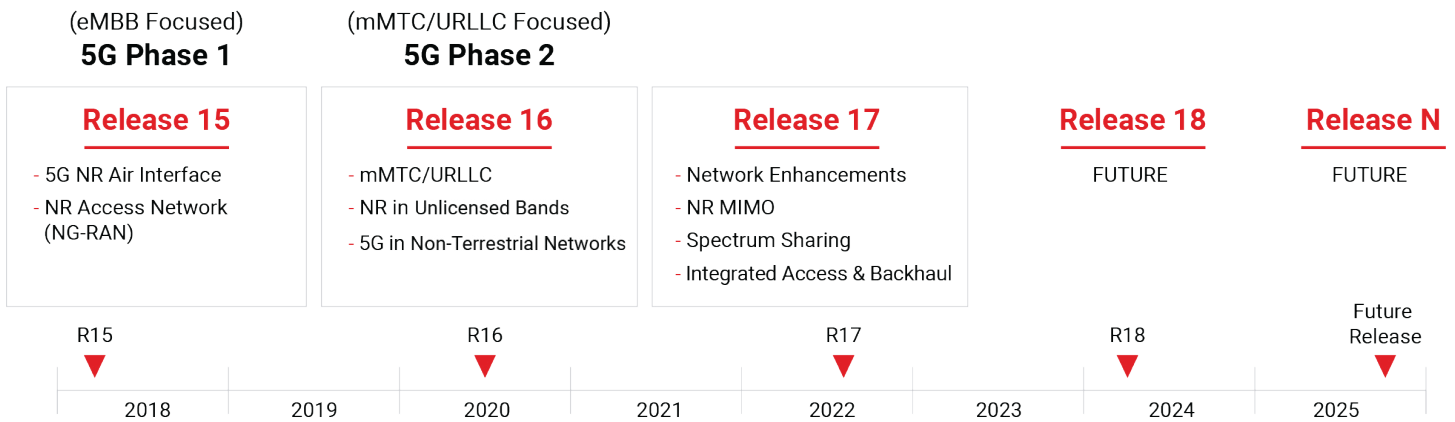 (eMBB Focused)
5G Phase 1
(mMTC/URLLC Focused)
5G Phase 2
Release 15
- 5G NR Air Interface
- NR Access Network
(NG-RAN)
Release 16
- mMTC/URLLC
- NR in Unlicensed Bands
- 5G in Non-Terrestrial Networks
Release 17
- Network Enhancements
- NR MIMO
- Spectrum Sharing
- Integrated Access & Backhaul
Release 18
FUTURE
Release N
FUTURE
R15
R16
R17
R18
Future
Release
2018
2019
2020
2021
2022
2023
2024
2025